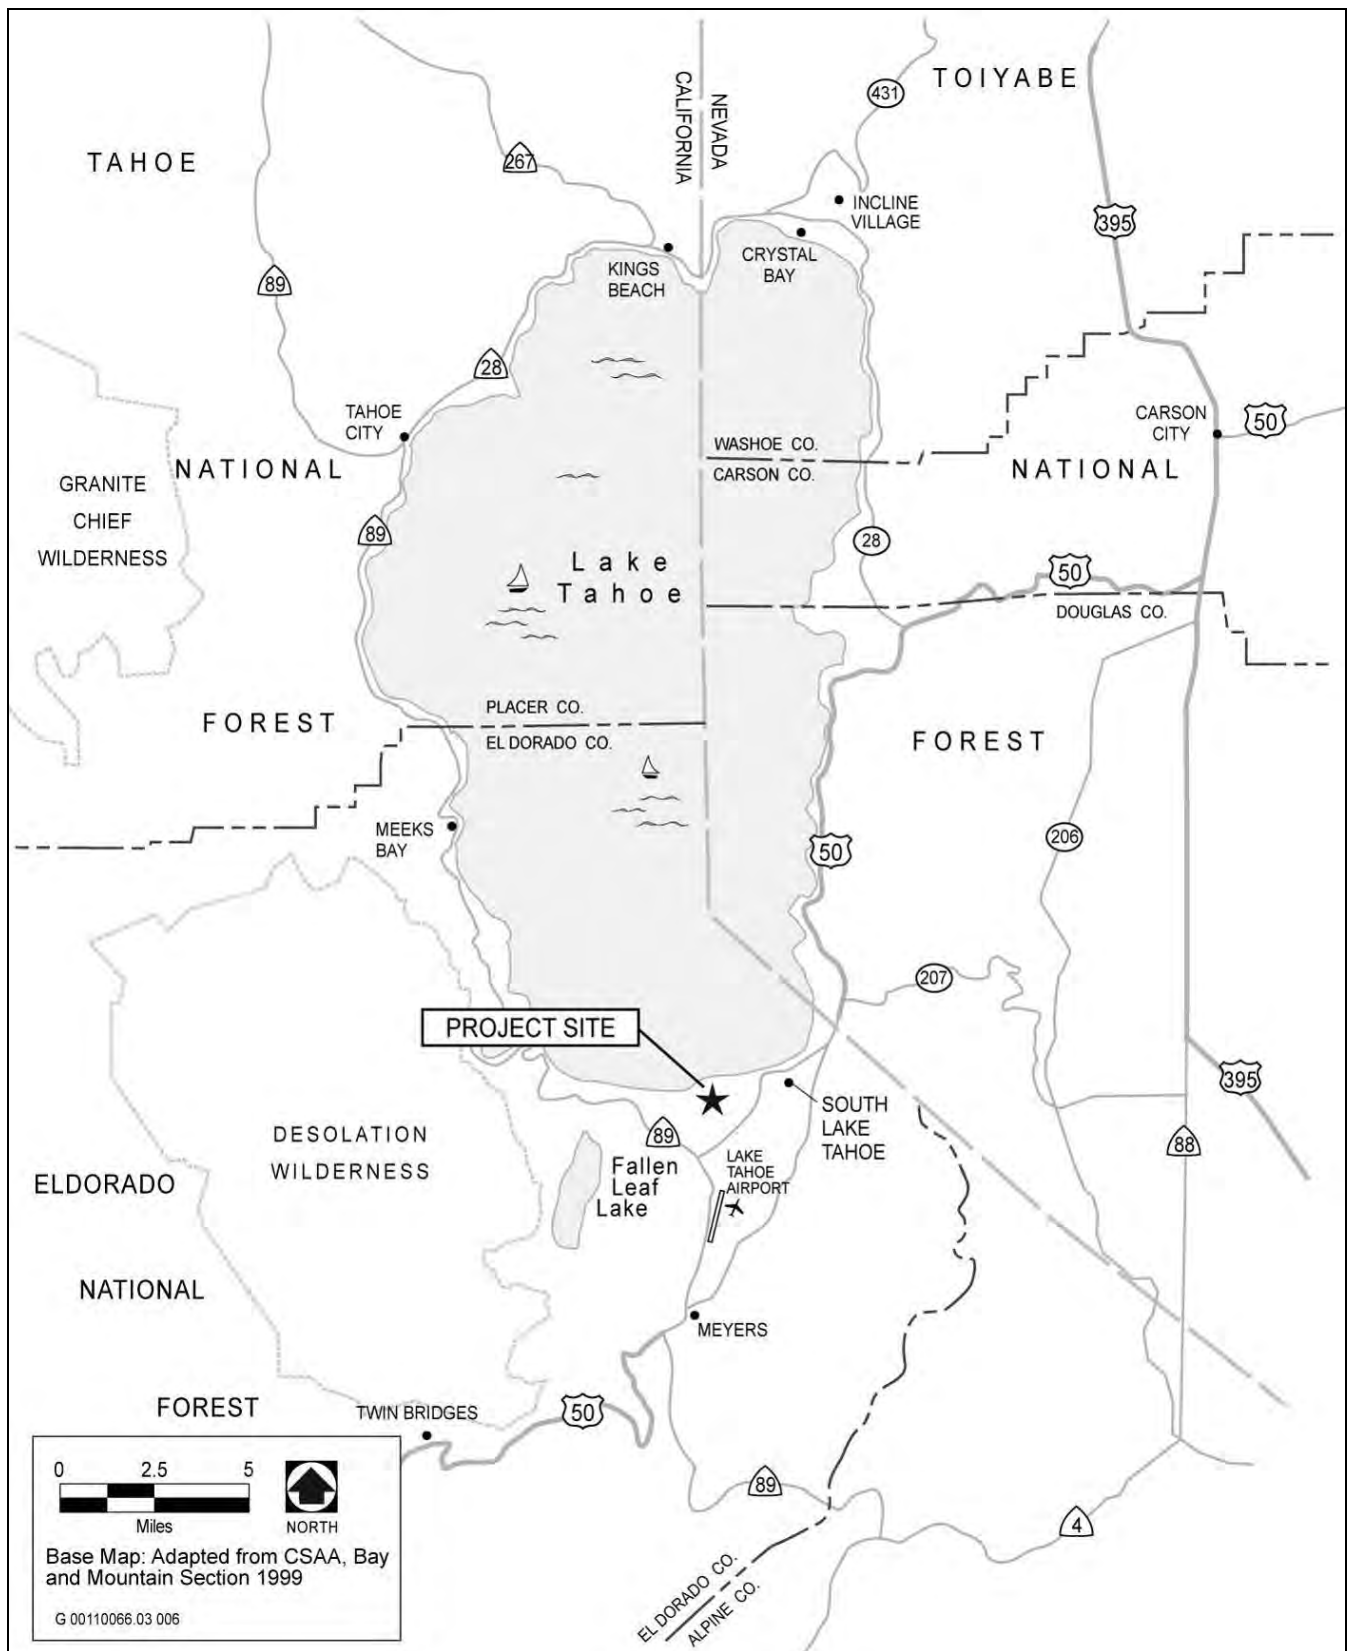 TOIYABE
431
CALIFORNIA
NEVADA
TAHOE
267
INCLINE
VILLAGE
395
CRYSTAL
BAY
KINGS
BEACH
89
28
TAHOE
CITY
CARSON
CITY
50
WASHOE CO.
CARSON CO.
NATIONAL
NATIONAL
GRANITE
CHIEF
WILDERNESS
89
28
Lake
Tahoe
50
DOUGLAS CO.
PLACER CO.
EL DORADO CO.
FOREST
FOREST
MEEKS
BAY
50
206
207
PROJECT SITE
395
SOUTH
LAKE
TAHOE
89
88
DESOLATION
WILDERNESS
LAKE
TAHOE
AIRPORT
Fallen
Leaf
Lake
ELDORADO
NATIONAL
MEYERS
FOREST
TWIN BRIDGES
50
89
4
EL DORADO CO.
ALPINE CO.
0 2.5 5
Miles
NORTH
Base Map: Adapted from CSAA, Bay
and Mountain Section 1999
G 00110066.03 006